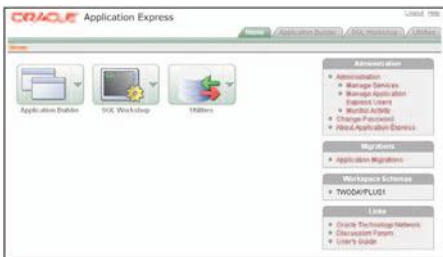 ORACLE Application Express
Logout Help
Home Application Builder SQL Workshop Utilities
Home
Application Builder
SQL Workshop
Utilities
Administration
Administration
Manage Services
Manage Application
Express Users
Monitor Activity
Change Password
About Application Express
Migrations
Application Migrations
Workspace Schemas
TWODAYPLUS1
Links
Oracle Technology Network
Discussion Forum
User's Guide